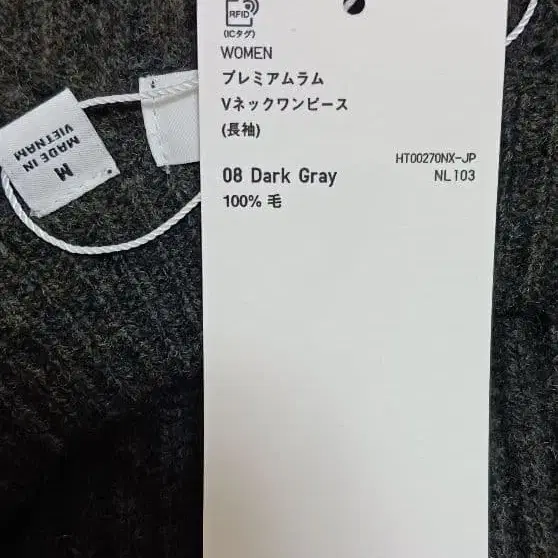 RFID
(ICタグ)
WOMEN
プレミアムラム
Vネックワンピース
(長袖)
HT00270NX-JP
08 Dark Gray
NL103
100% 毛
M
MADE IN
VIETNAM